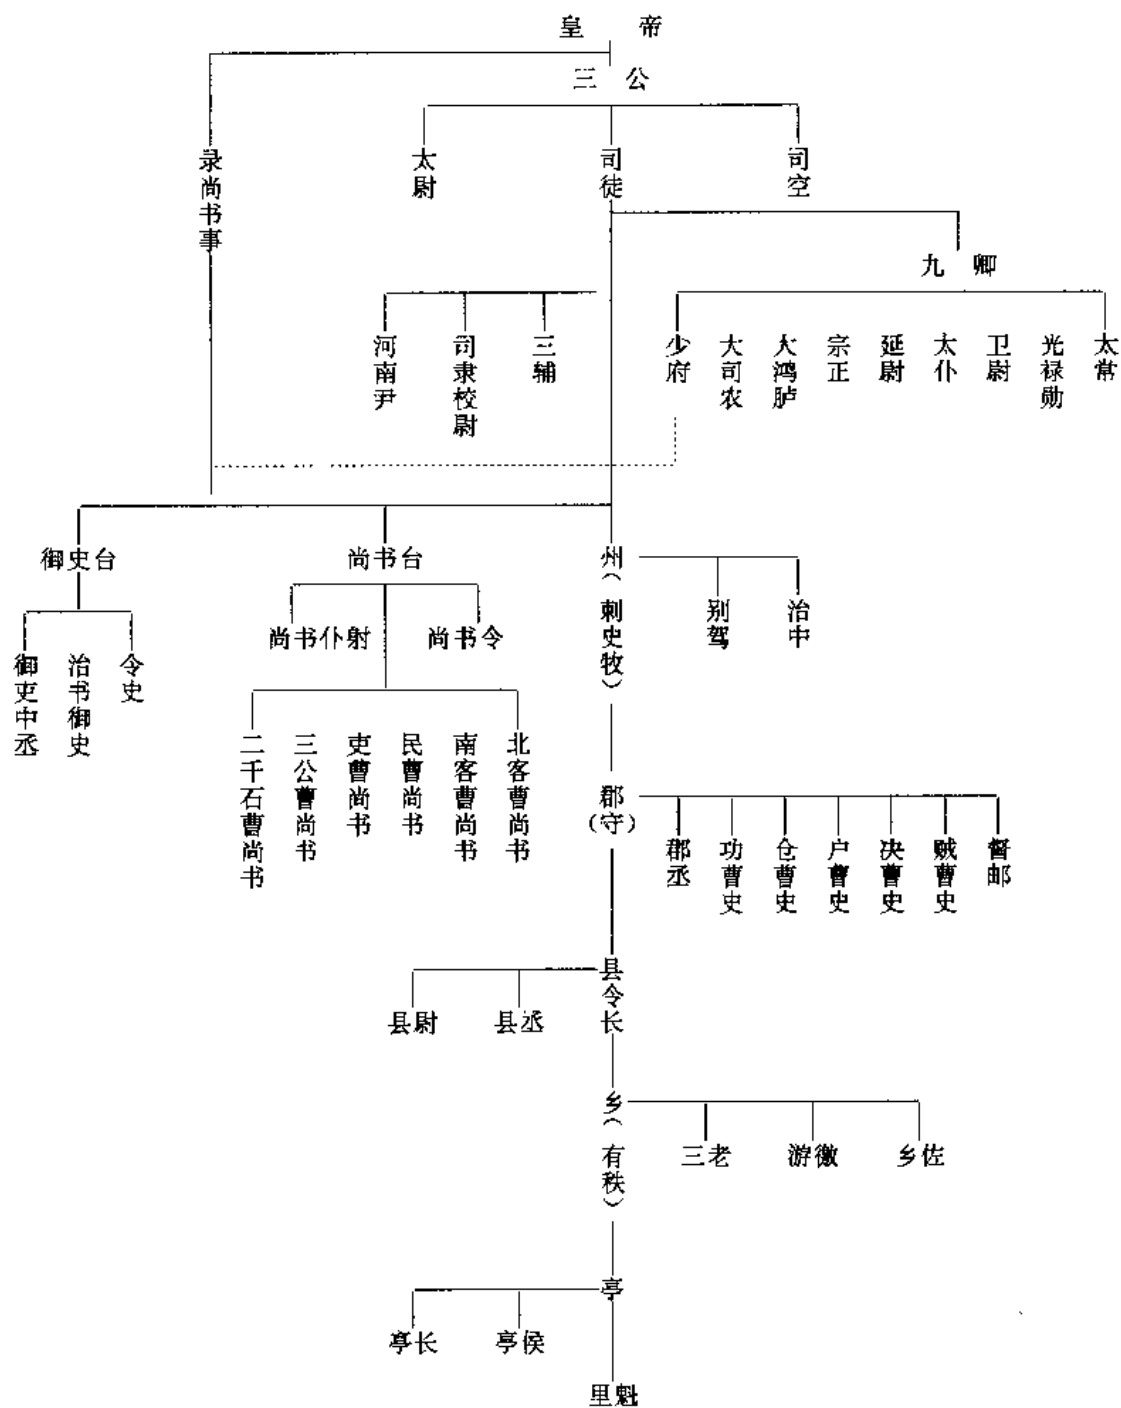 皇 帝
三 公
录尚书事
太尉
司徒
司空
九 卿
河南尹
司隶校尉
三辅
少府
大司农
大鸿胪
宗正
延尉
太仆
卫尉
光禄勋
太常
御史台
尚书台
州(刺史牧)
别驾
治中
尚书仆射
尚书令
御吏中丞
治书御史
令史
二千石曹尚书
三公曹尚书
吏曹尚书
民曹尚书
南客曹尚书
北客曹尚书
郡(守)
郡丞
功曹史
仓曹史
户曹史
决曹史
贼曹史
督邮
县令长
县尉
县丞
乡(有秩)
三老
游徼
乡佐
亭
亭长
亭侯
里魁